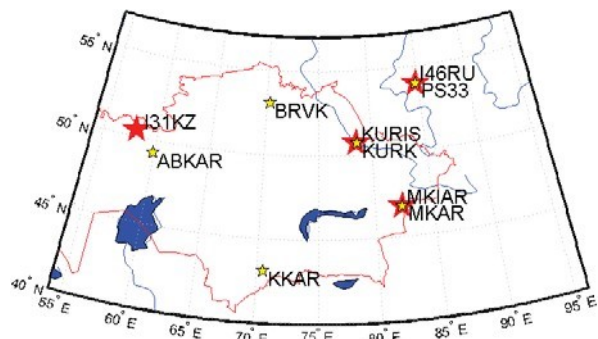 55° N
50° N
45° N
40° N
I46RU
PS33
BRVK
I31KZ
KURIS
KURK
ABKAR
MKIAR
MKAR
KKAR
55° E
60° E
65° E
70° E
75° E
80° E
85° E
90° E
95° E